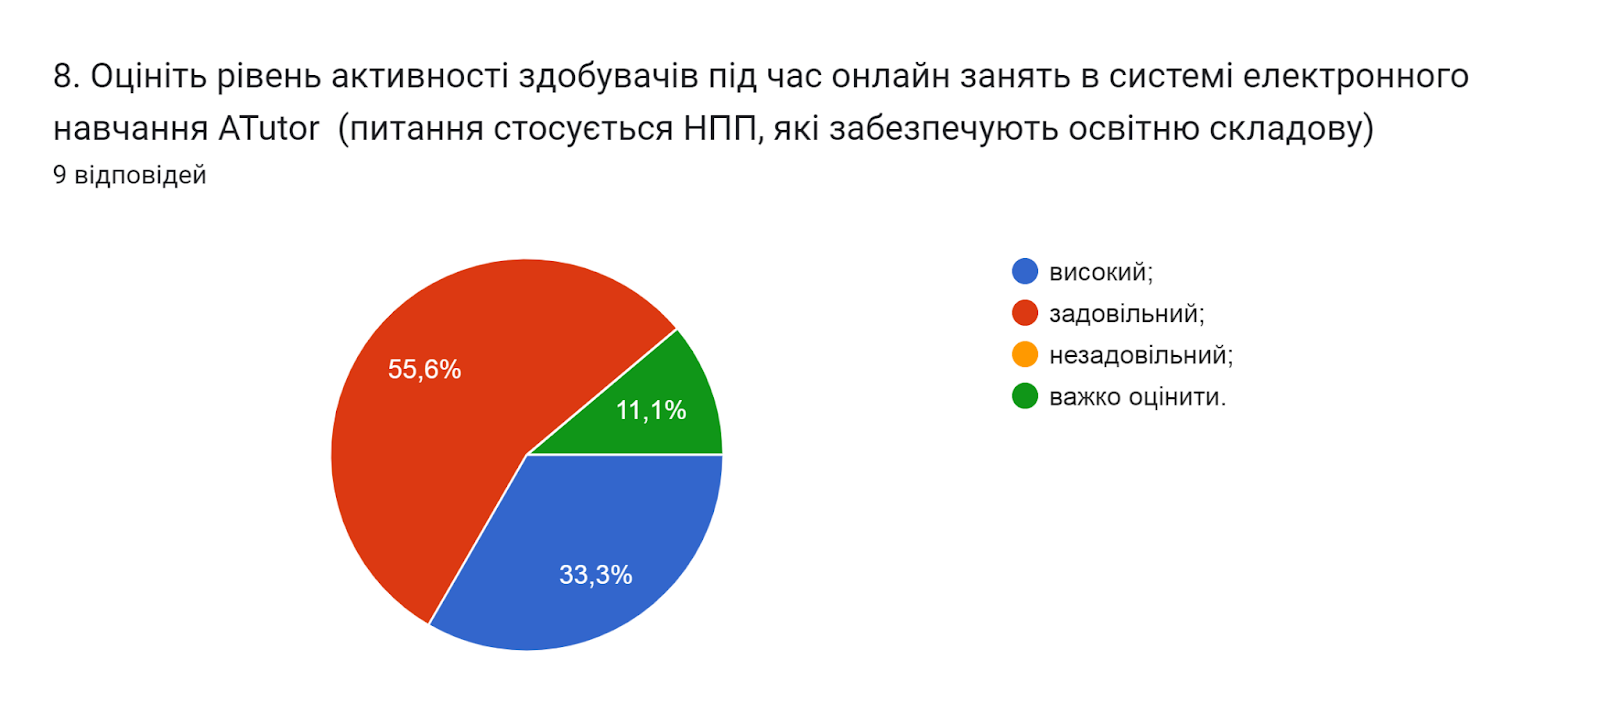 8. Оцініть рівень активності здобувачів під час онлайн занять в системі електронного
навчання ATutor  (питання стосується НПП, які забезпечують освітню складову)
9 відповідей
високий;
задовільний;
незадовільний;
важко оцінити.
55,6%
11,1%
33,3%